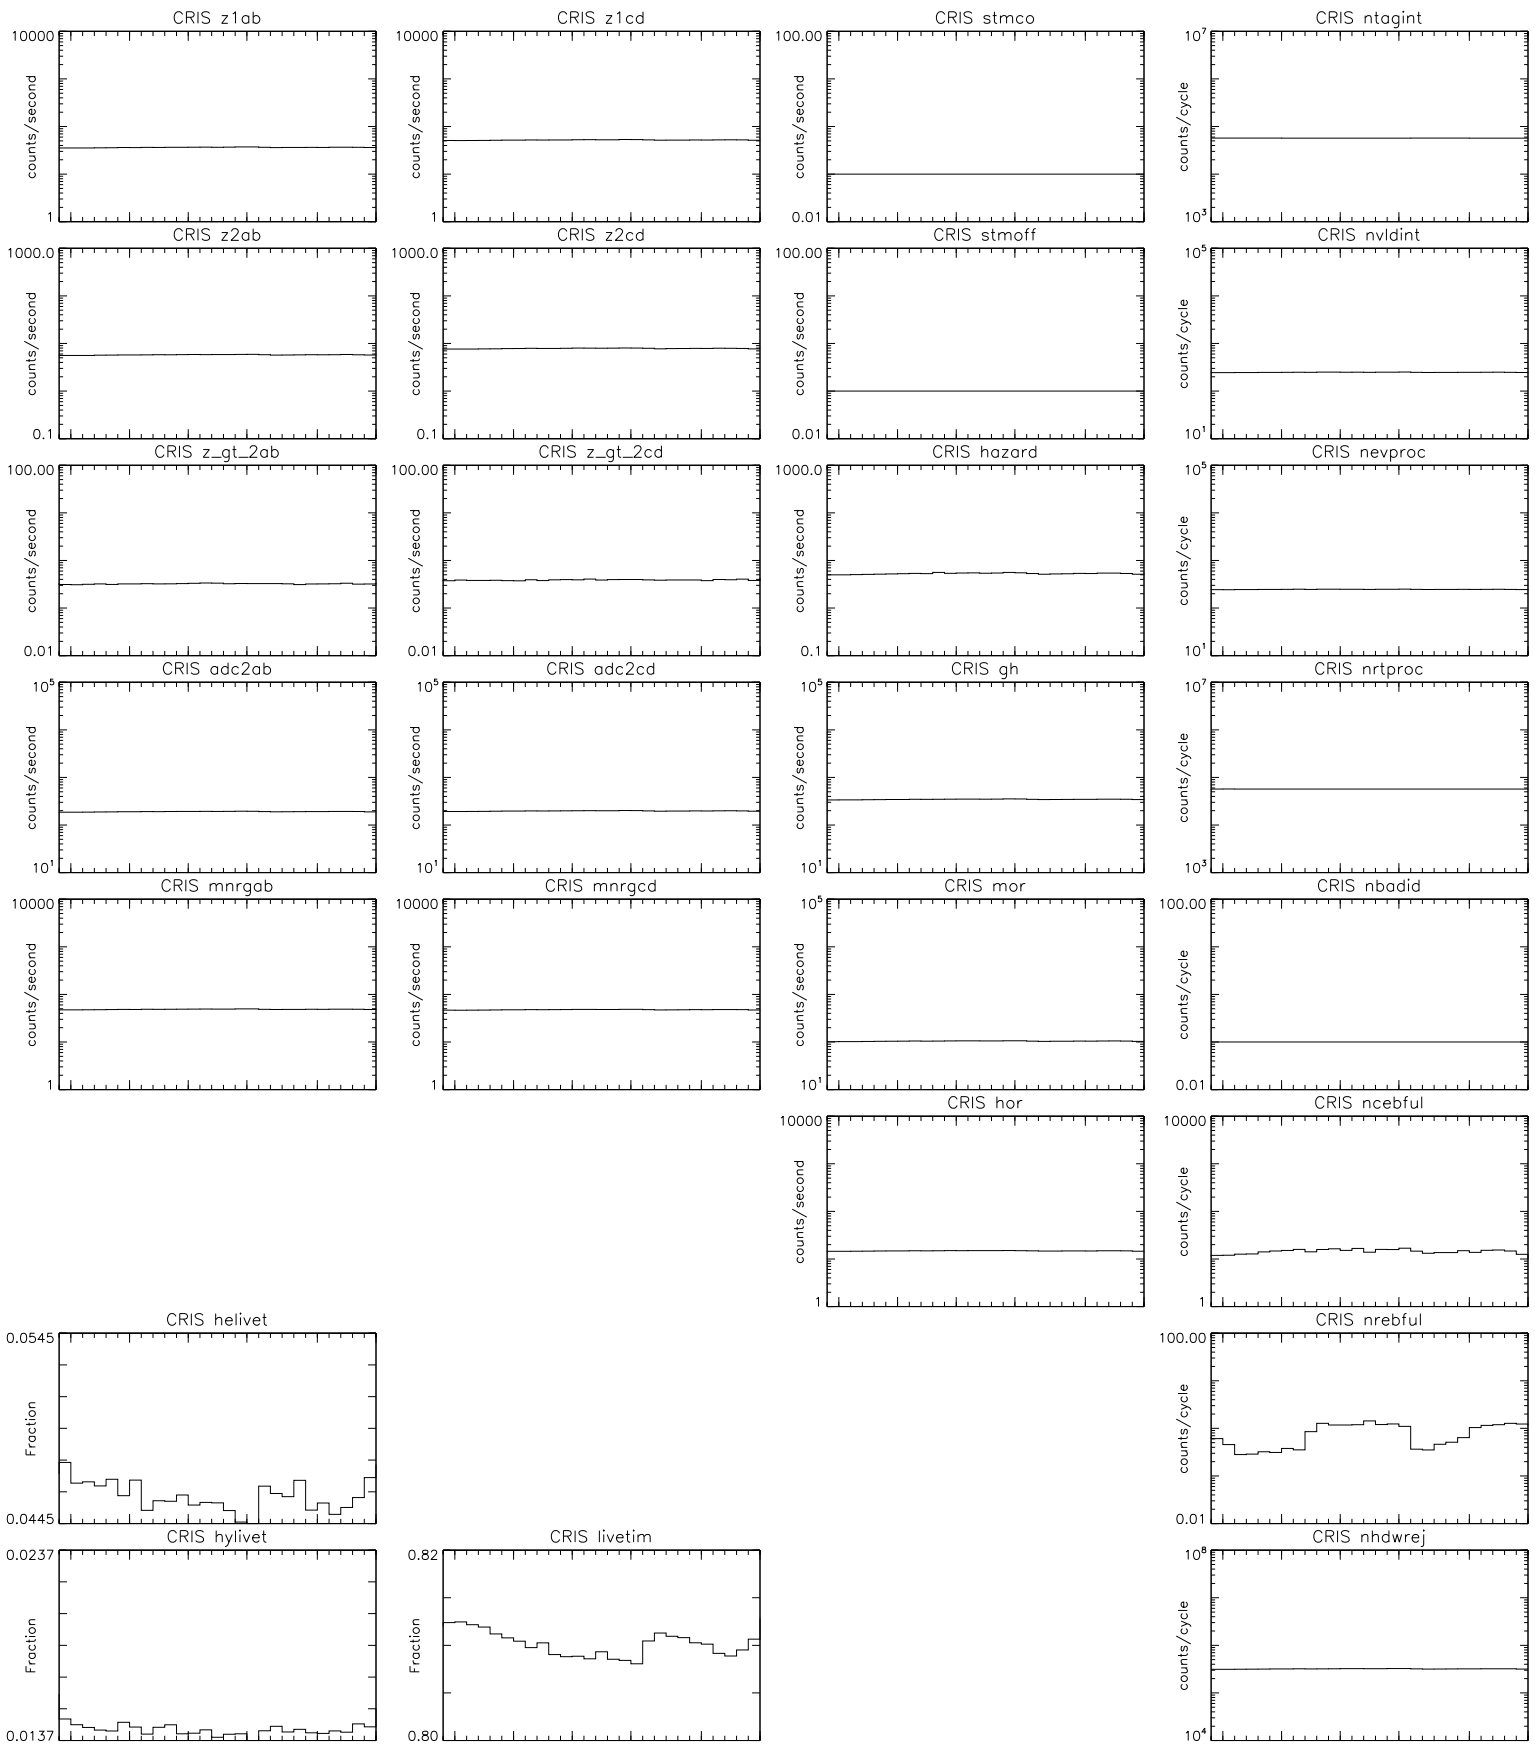 CRIS z1ab CRIS z1cd CRIS stmco CRIS ntagint
10000 10000 100.00 10^7
counts/second counts/second counts/second counts/cycle
1 1 0.01 10^3
CRIS z2ab CRIS z2cd CRIS stmoff CRIS nvldint
1000.0 1000.0 100.00 10^5
counts/second counts/second counts/second counts/cycle
0.1 0.1 0.01 10^1
CRIS z_gt_2ab CRIS z_gt_2cd CRIS hazard CRIS nevproc
100.00 100.00 1000.0 10^5
counts/second counts/second counts/second counts/cycle
0.01 0.01 0.1 10^1
CRIS adc2ab CRIS adc2cd CRIS gh CRIS nrtproc
10^5 10^5 10^5 10^7
counts/second counts/second counts/second counts/cycle
10^1 10^1 10^1 10^3
CRIS mnrgab CRIS mnrgcd CRIS mor CRIS nbadid
10000 10000 10^5 100.00
counts/second counts/second counts/second counts/cycle
1 1 10^1 0.01
CRIS hor CRIS ncebful
10000 10000
counts/second counts/cycle
1 1
CRIS helivet CRIS nrebful
0.0545 100.00
Fraction counts/cycle
0.0445 0.01
CRIS hylivet CRIS livetim CRIS nhdwrej
0.0237 0.82 10^8
Fraction Fraction counts/cycle
0.0137 0.80 10^4